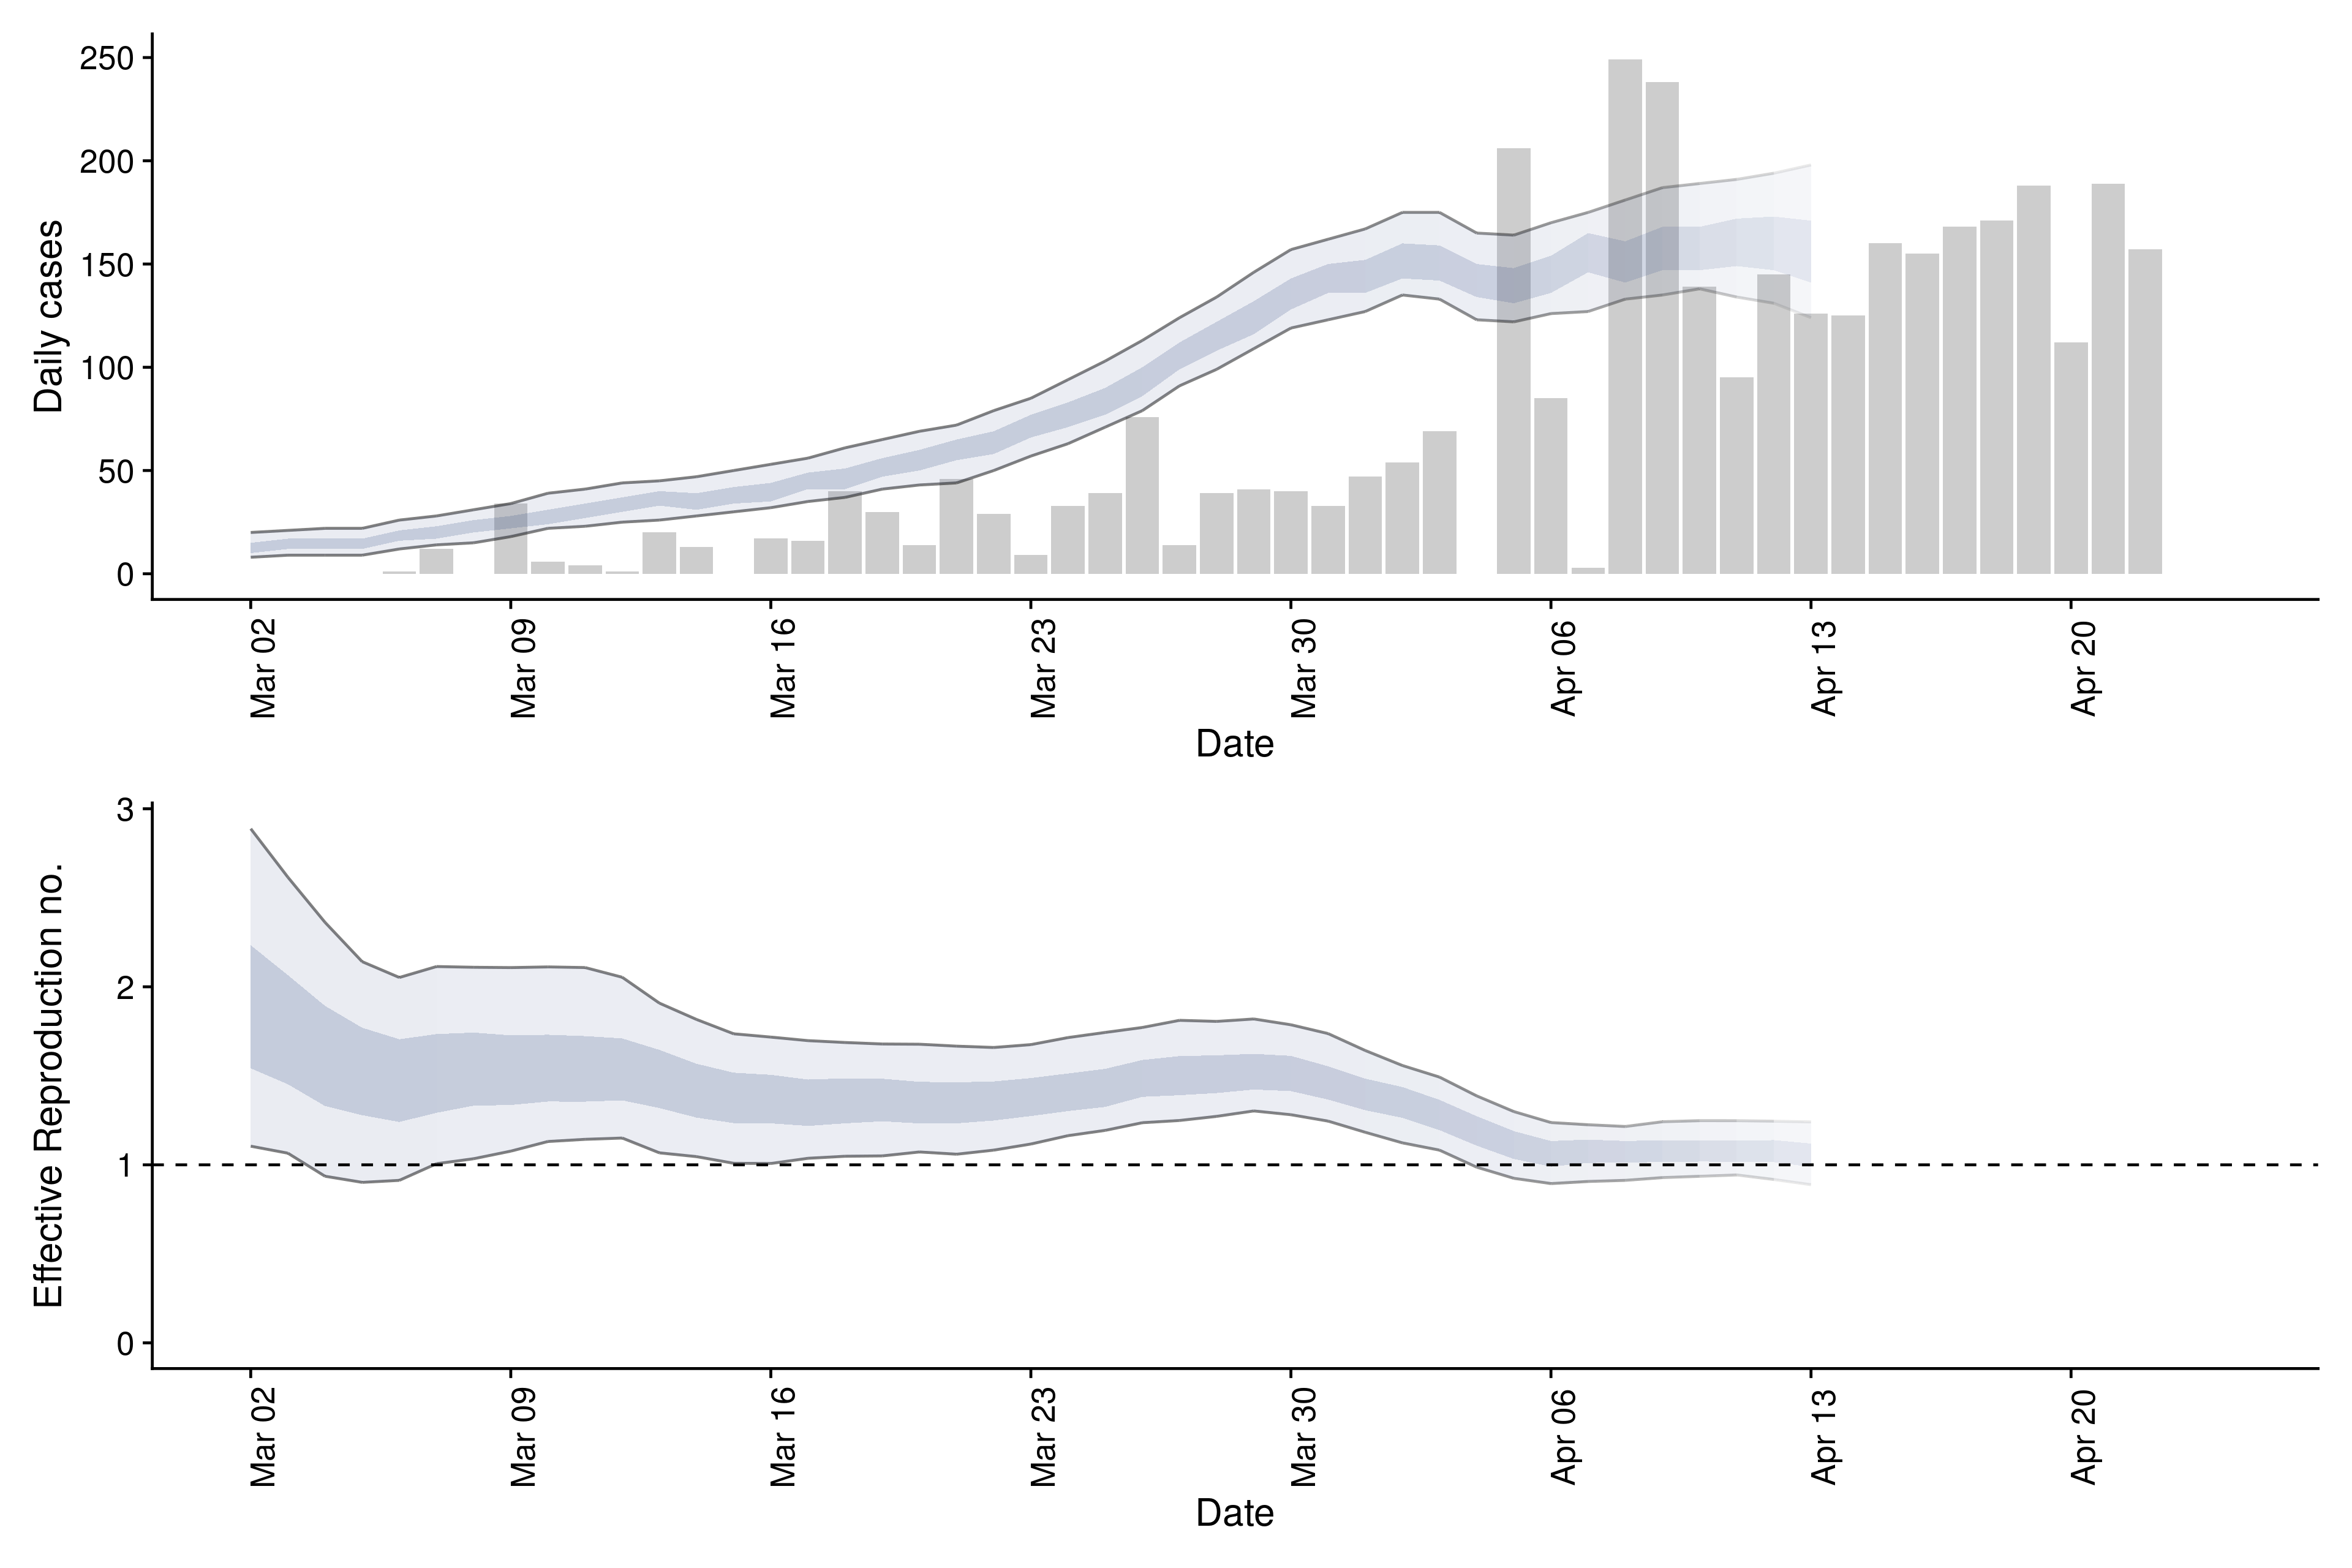 Daily cases
250
200
150
100
50
0
Mar 02
Mar 09
Mar 16
Mar 23
Mar 30
Apr 06
Apr 13
Apr 20
Date
Effective Reproduction no.
3
2
1
0
Mar 02
Mar 09
Mar 16
Mar 23
Mar 30
Apr 06
Apr 13
Apr 20
Date